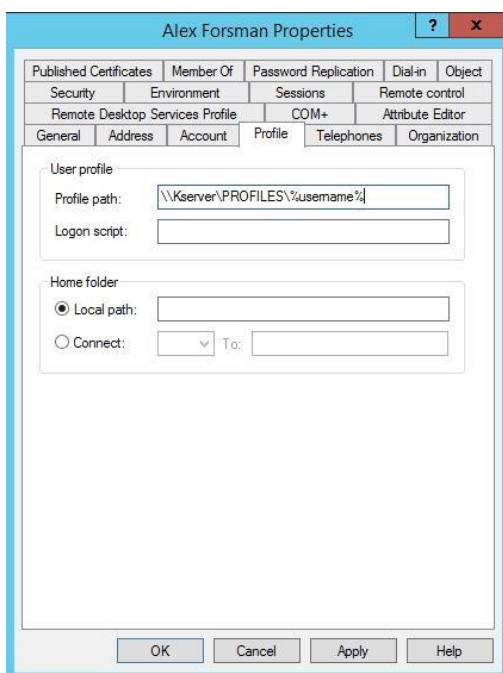 Alex Forsman Properties ? x
Published Certificates Member Of Password Replication Dial-in Object
Security Environment Sessions Remote control
Remote Desktop Services Profile COM+ Attribute Editor
General Address Account Profile Telephones Organization
User profile
Profile path: \\Kserver\PROFILES\%username%
Logon script:
Home folder
Local path:
Connect: To:
OK Cancel Apply Help